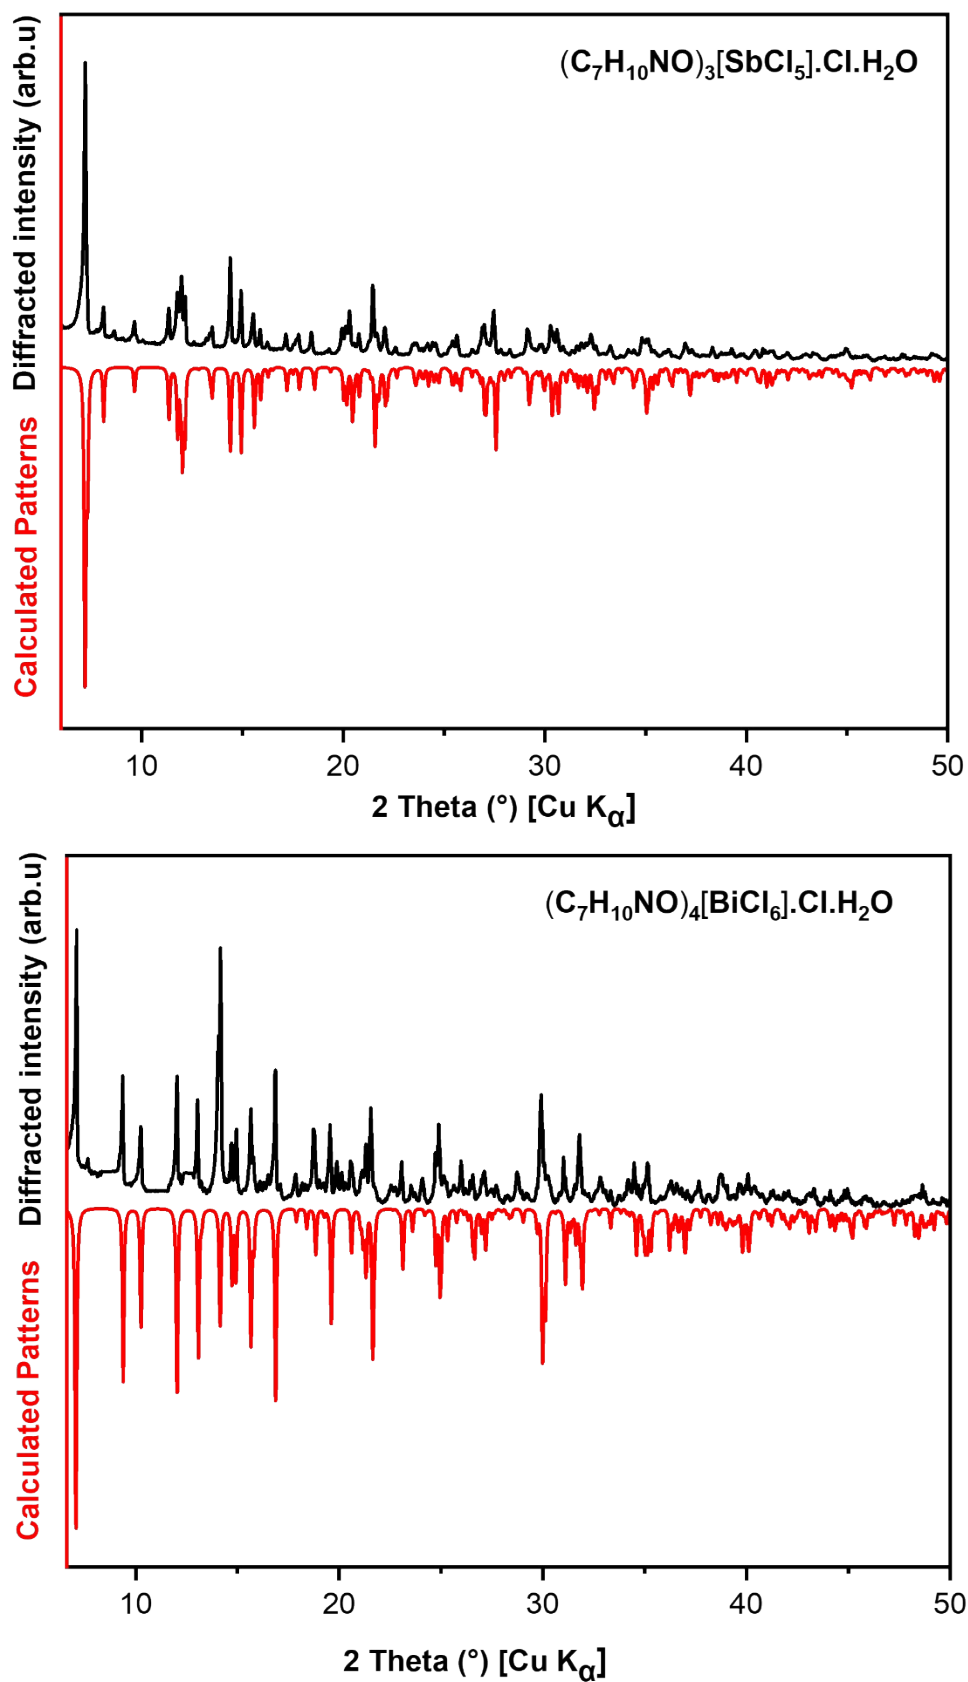 (C₇H₁₀NO)₃[SbCl₅].Cl.H₂O
Diffracted intensity (arb.u)
Calculated Patterns
10 20 30 40 50
2 Theta (°) [Cu Kα]
(C₇H₁₀NO)₄[BiCl₆].Cl.H₂O
Diffracted intensity (arb.u)
Calculated Patterns
10 20 30 40 50
2 Theta (°) [Cu Kα]